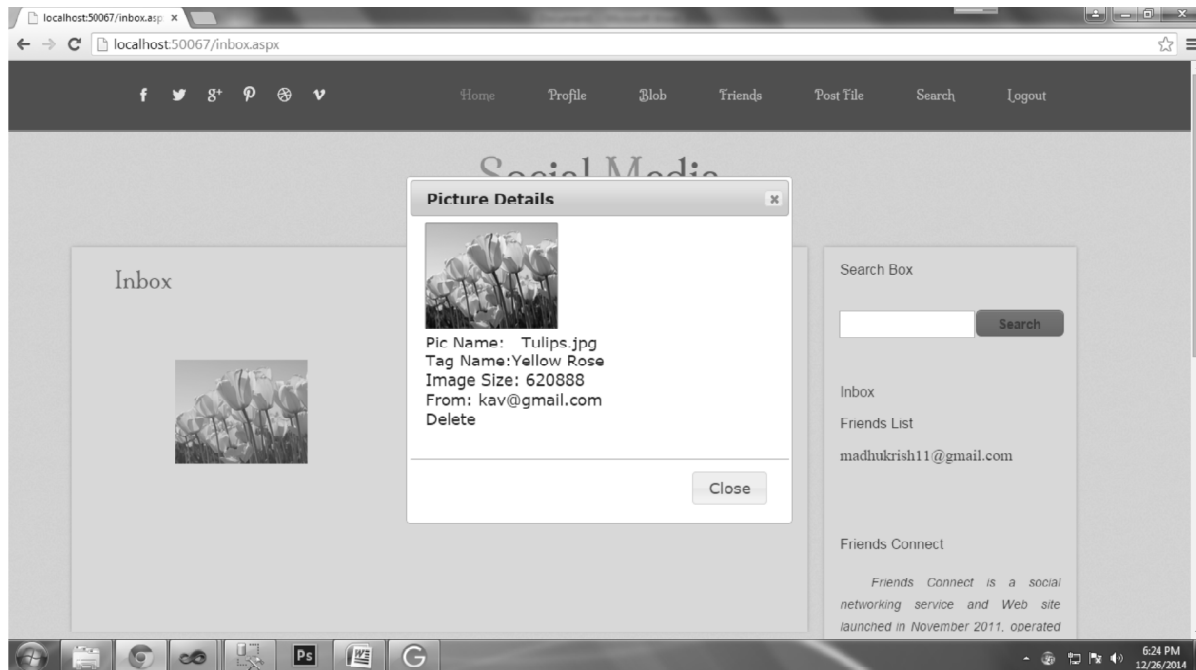 localhost:50067/inbox.asp
localhost:50067/inbox.aspx
f g+ Home Profile Blob Friends Post File Search Logout
Social Media
Picture Details
Pic Name: Tulips.jpg
Tag Name:Yellow Rose
Image Size: 620888
From: kav@gmail.com
Delete
Close
Inbox
Search Box
Search
Inbox
Friends List
madhukrish11@gmail.com
Friends Connect
Friends Connect is a social
networking service and Web site
launched in November 2011, operated
Ps
6:24 PM
12/26/2014